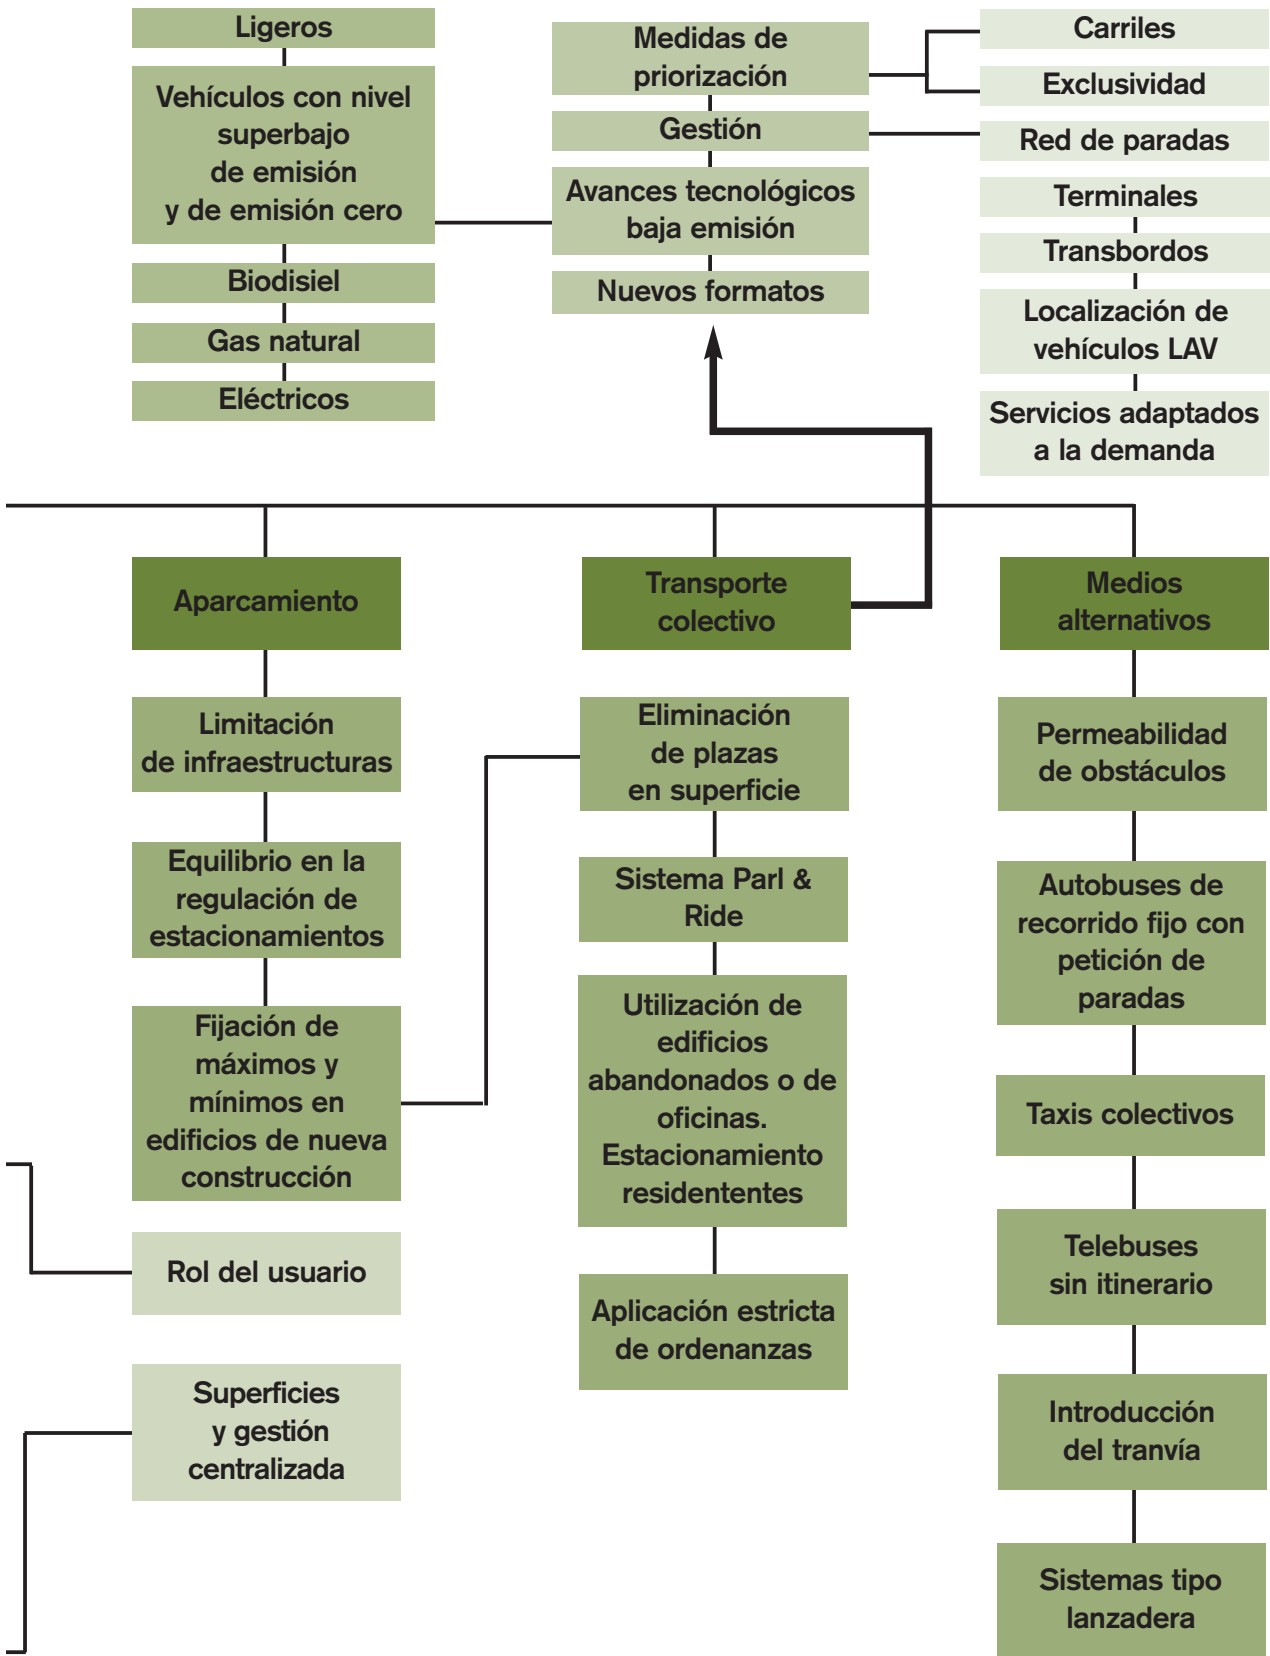 Ligeros
Vehículos con nivel
superbajo
de emisión
y de emisión cero
Biodisiel
Gas natural
Eléctricos
Medidas de
priorización
Gestión
Avances tecnológicos
baja emisión
Nuevos formatos
Carriles
Exclusividad
Red de paradas
Terminales
Transbordos
Localización de
vehículos LAV
Servicios adaptados
a la demanda
Aparcamiento
Limitación
de infraestructuras
Equilibrio en la
regulación de
estacionamientos
Fijación de
máximos y
mínimos en
edificios de nueva
construcción
Rol del usuario
Superficies
y gestión
centralizada
Transporte
colectivo
Eliminación
de plazas
en superficie
Sistema Parl &
Ride
Utilización de
edificios
abandonados o de
oficinas.
Estacionamiento
residententes
Aplicación estricta
de ordenanzas
Medios
alternativos
Permeabilidad
de obstáculos
Autobuses de
recorrido fijo con
petición de
paradas
Taxis colectivos
Telebuses
sin itinerario
Introducción
del tranvía
Sistemas tipo
lanzadera